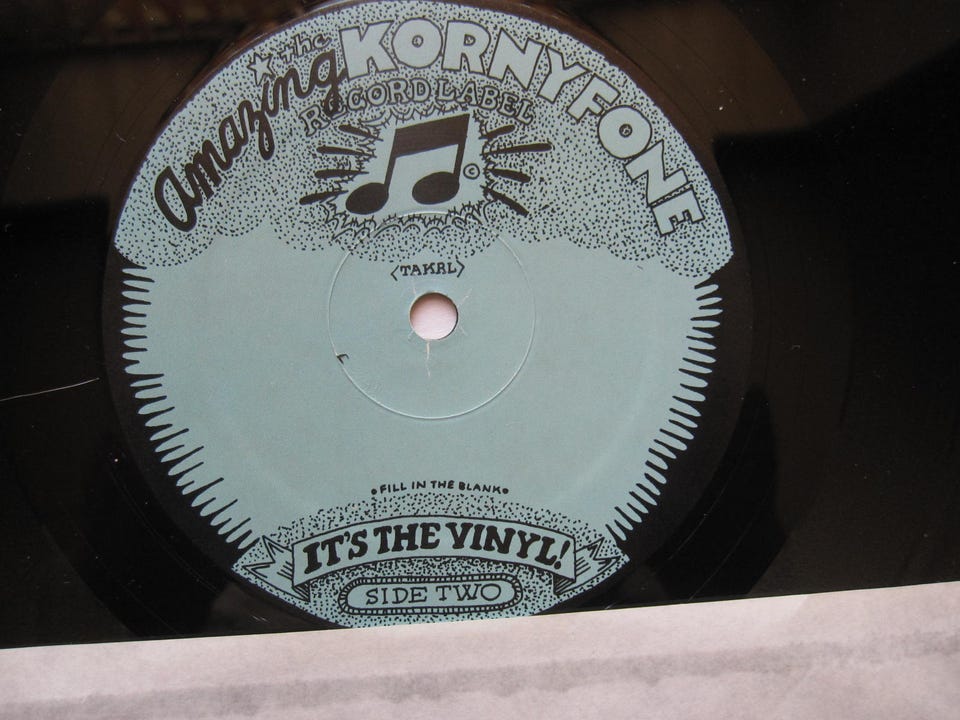 the
Amazing KORNYFONE
RECORD LABEL
©
<TAKRL>
•FILL IN THE BLANK•
IT'S THE VINYL!
SIDE TWO